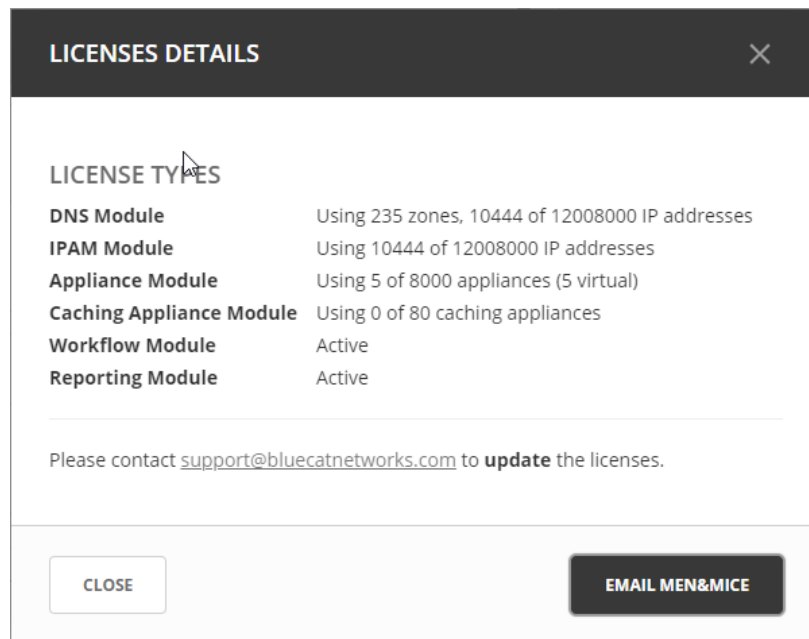 LICENSES DETAILS
LICENSE TYPES
DNS Module Using 235 zones, 10444 of 12008000 IP addresses
IPAM Module Using 10444 of 12008000 IP addresses
Appliance Module Using 5 of 8000 appliances (5 virtual)
Caching Appliance Module Using 0 of 80 caching appliances
Workflow Module Active
Reporting Module Active
Please contact support@bluecatnetworks.com to update the licenses.
CLOSE EMAIL MEN&MICE